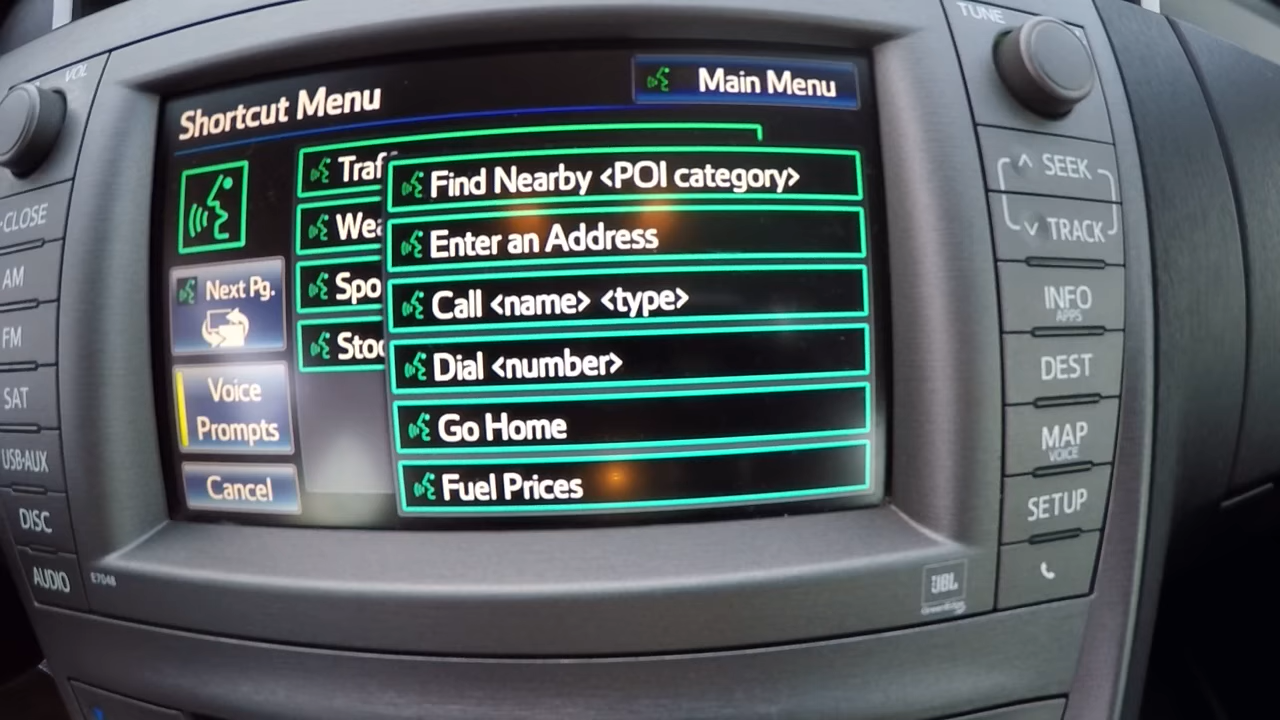 VOL
TUNE
Shortcut Menu
Main Menu
Traf
Find Nearby <POI category>
Wea
Enter an Address
Next Pg.
Spo
Call <name> <type>
Stoc
Dial <number>
Voice
Prompts
Go Home
Cancel
Fuel Prices
CLOSE
AM
FM
SAT
USB-AUX
DISC
AUDIO
E7048
^ SEEK
v TRACK
INFO
APPS
DEST
MAP
VOICE
SETUP
JBL
GreenEdge